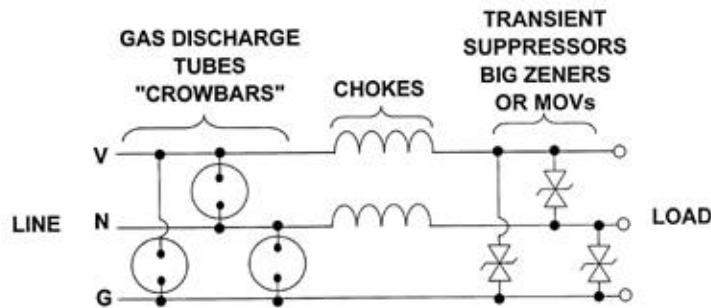 GAS DISCHARGE
TUBES
"CROWBARS"
CHOKES
TRANSIENT
SUPPRESSORS
BIG ZENERS
OR MOVs
V
LINE
N
LOAD
G